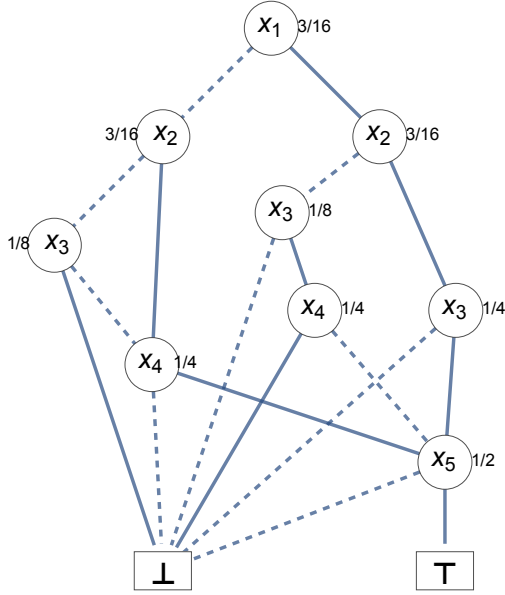 x₁ 3/16
3/16 x₂
x₂ 3/16
x₃ 1/8
1/8 x₃
x₄ 1/4
x₃ 1/4
x₄ 1/4
x₅ 1/2
⊥
⊤